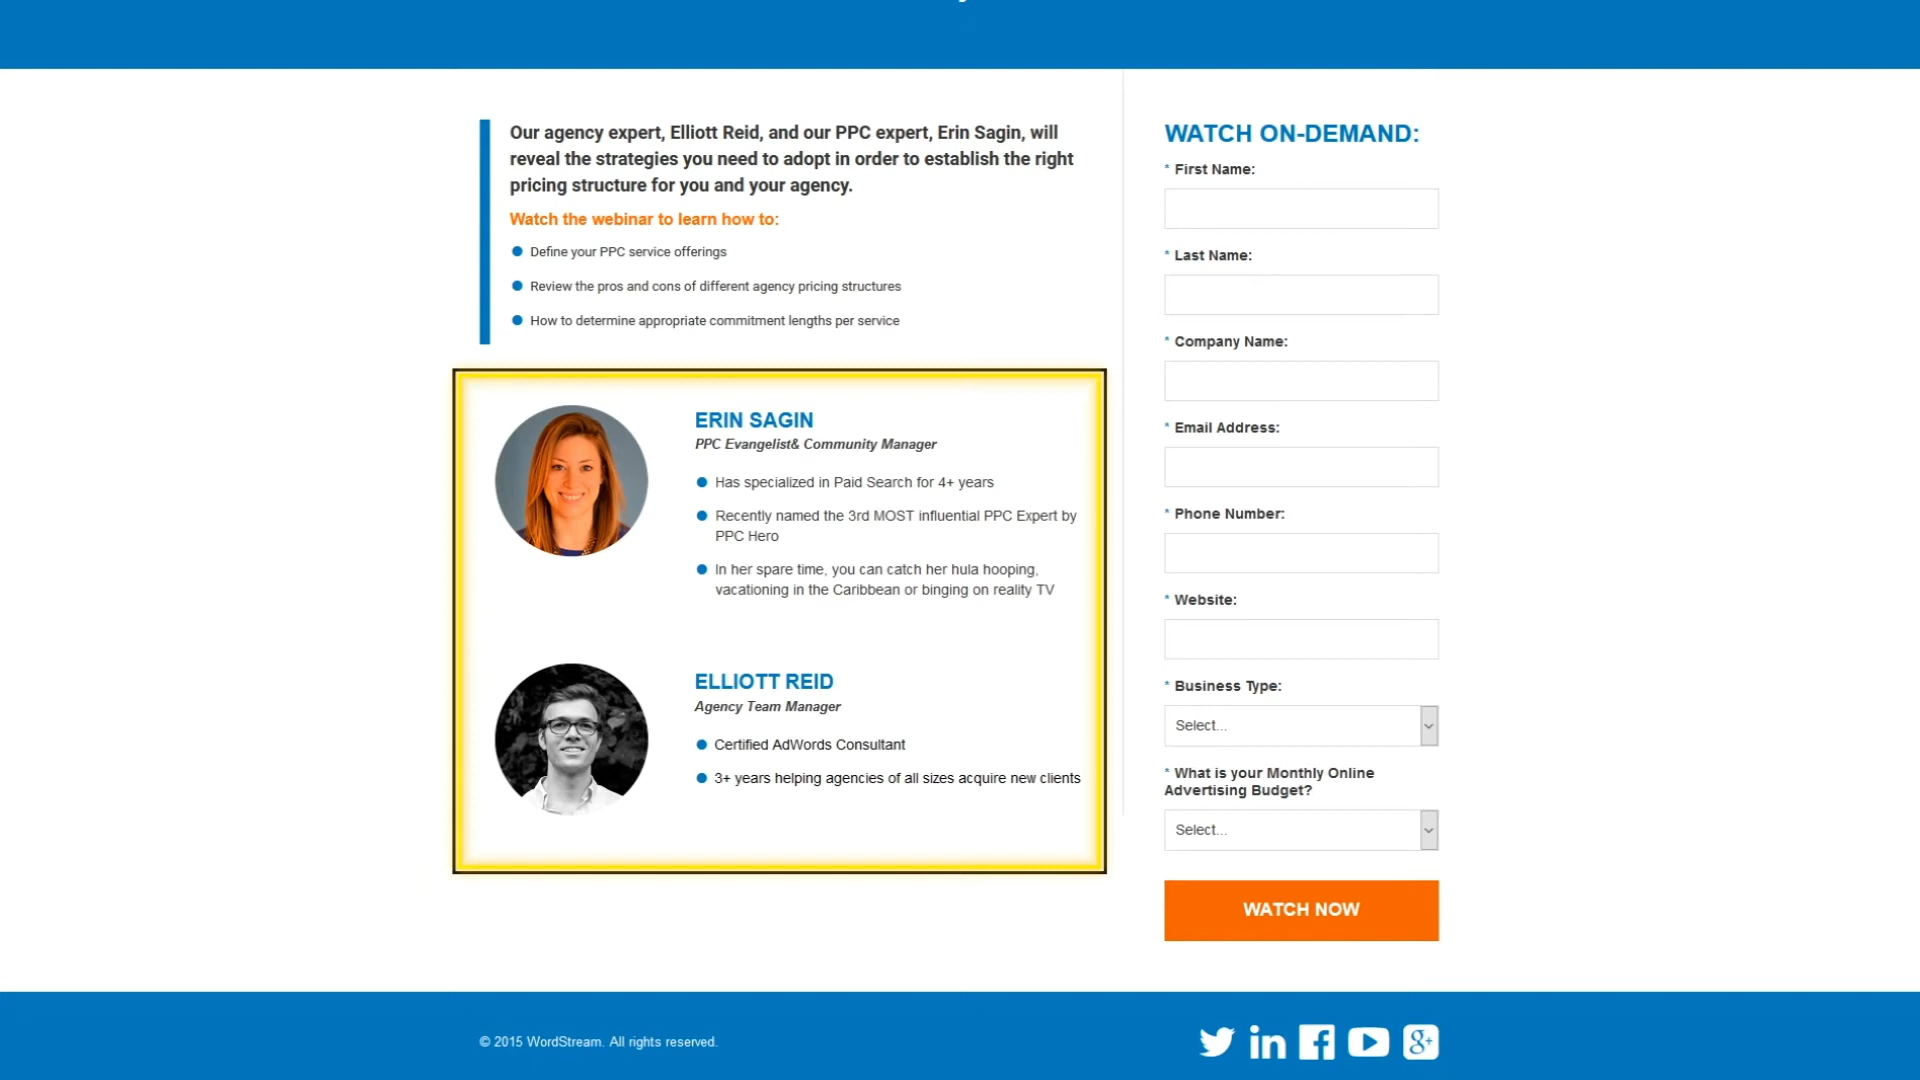 Our agency expert, Elliott Reid, and our PPC expert, Erin Sagin, will
reveal the strategies you need to adopt in order to establish the right
pricing structure for you and your agency.
Watch the webinar to learn how to:
Define your PPC service offerings
Review the pros and cons of different agency pricing structures
How to determine appropriate commitment lengths per service
ERIN SAGIN
PPC Evangelist& Community Manager
Has specialized in Paid Search for 4+ years
Recently named the 3rd MOST influential PPC Expert by
PPC Hero
In her spare time, you can catch her hula hooping,
vacationing in the Caribbean or binging on reality TV
ELLIOTT REID
Agency Team Manager
Certified AdWords Consultant
3+ years helping agencies of all sizes acquire new clients
WATCH ON-DEMAND:
* First Name:
* Last Name:
* Company Name:
* Email Address:
* Phone Number:
* Website:
* Business Type:
Select...
* What is your Monthly Online
Advertising Budget?
Select...
WATCH NOW
© 2015 WordStream. All rights reserved.
in
g+